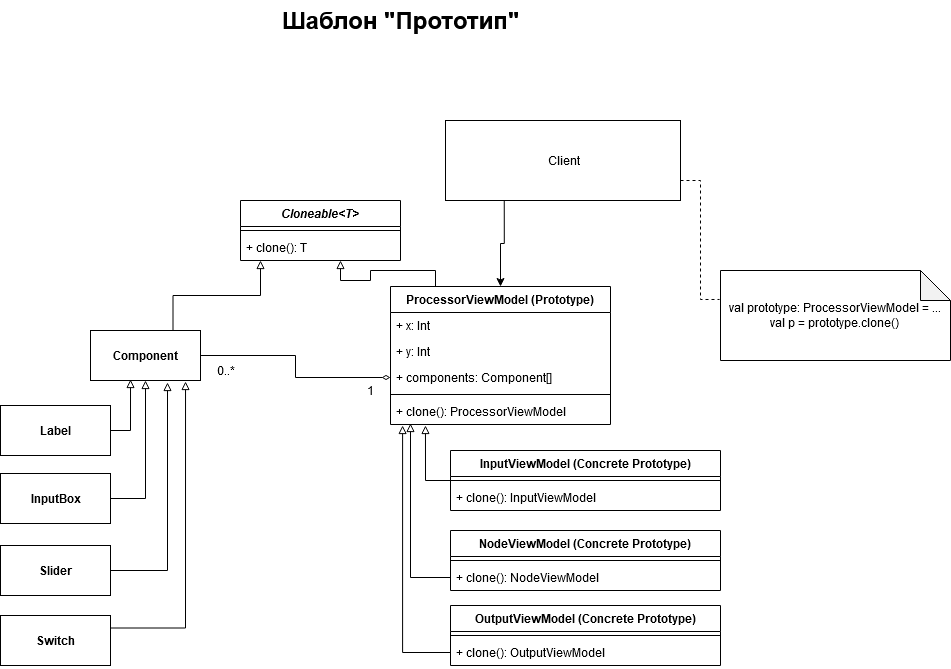 Шаблон "Прототип"
Client
Cloneable<T>
+ clone(): T
ProcessorViewModel (Prototype)
+ x: Int
+ y: Int
+ components: Component[]
+ clone(): ProcessorViewModel
val prototype: ProcessorViewModel = ...
val p = prototype.clone()
Component
0..*
1
Label
InputBox
Slider
Switch
InputViewModel (Concrete Prototype)
+ clone(): InputViewModel
NodeViewModel (Concrete Prototype)
+ clone(): NodeViewModel
OutputViewModel (Concrete Prototype)
+ clone(): OutputViewModel